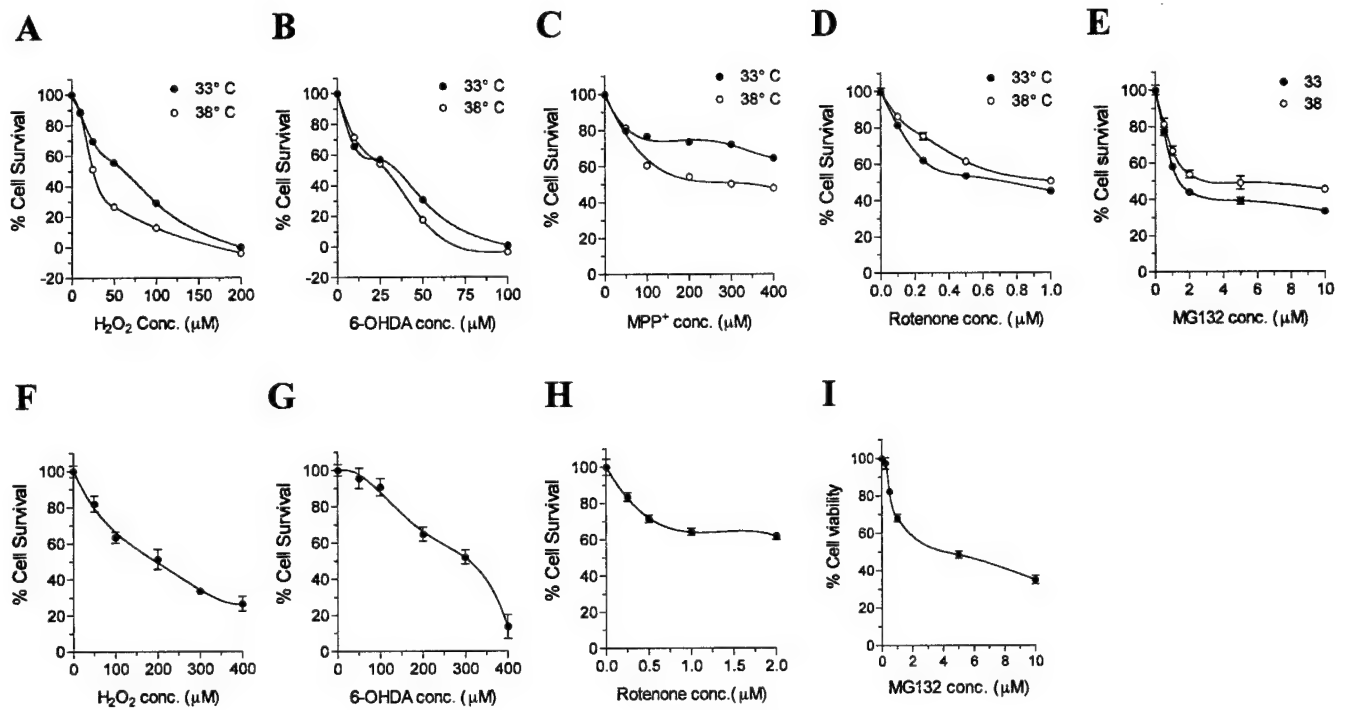 A
33° C
38° C
100
80
60
40
20
0
-20
0 50 100 150 200
% Cell Survival
H₂O₂ Conc. (µM)
B
33° C
38° C
100
80
60
40
20
0
-20
0 25 50 75 100
% Cell Survival
6-OHDA conc. (µM)
C
33° C
38° C
100
80
60
40
20
0
0 100 200 300 400
% Cell Survival
MPP⁺ conc. (µM)
D
33° C
38° C
100
80
60
40
20
0
0.0 0.2 0.4 0.6 0.8 1.0
% Cell Survival
Rotenone conc. (µM)
E
33
38
100
80
60
40
20
0
0 2 4 6 8 10
% Cell survival
MG132 conc. (µM)
F
100
80
60
40
20
0
0 100 200 300 400
% Cell Survival
H₂O₂ conc. (µM)
G
100
80
60
40
20
0
0 100 200 300 400
% Cell Survival
6-OHDA conc. (µM)
H
100
80
60
40
20
0
0.0 0.5 1.0 1.5 2.0
% Cell Survival
Rotenone conc.(µM)
I
100
80
60
40
20
0
0 2 4 6 8 10
% Cell viability
MG132 conc. (µM)